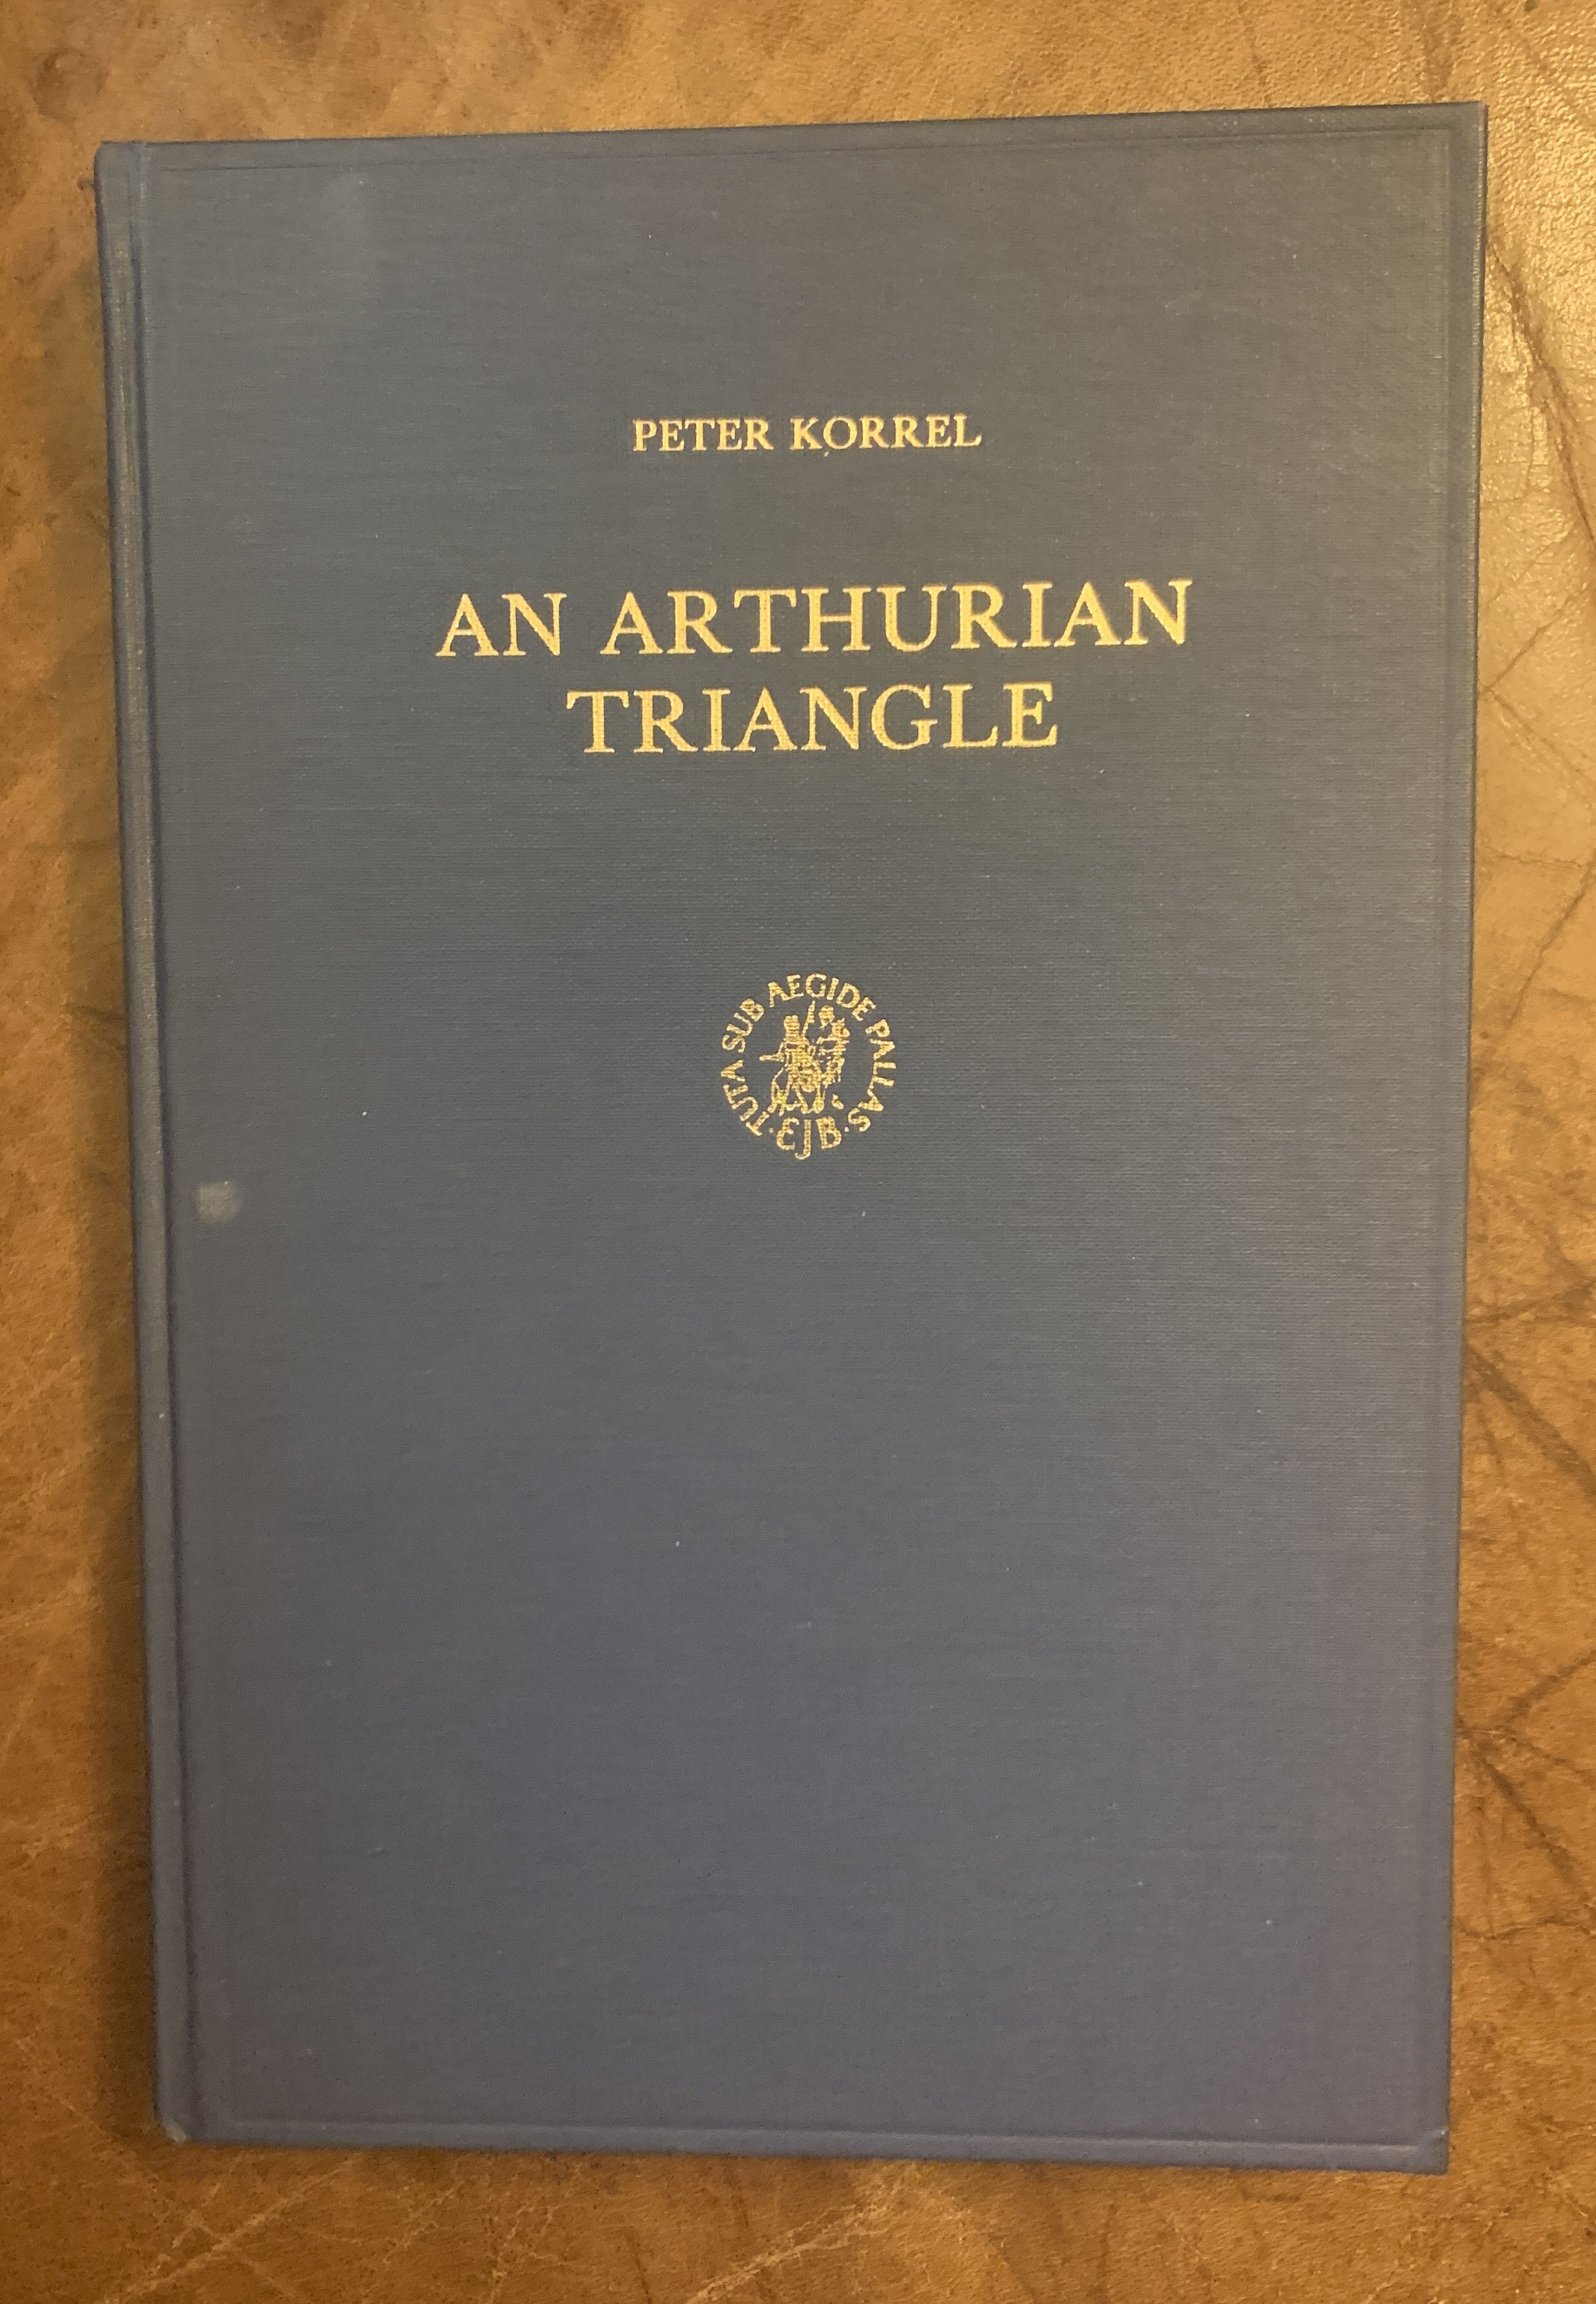 PETER KORREL
AN ARTHURIAN
TRIANGLE
TUTA SUB AEGIDE PALLAS
·EJB·